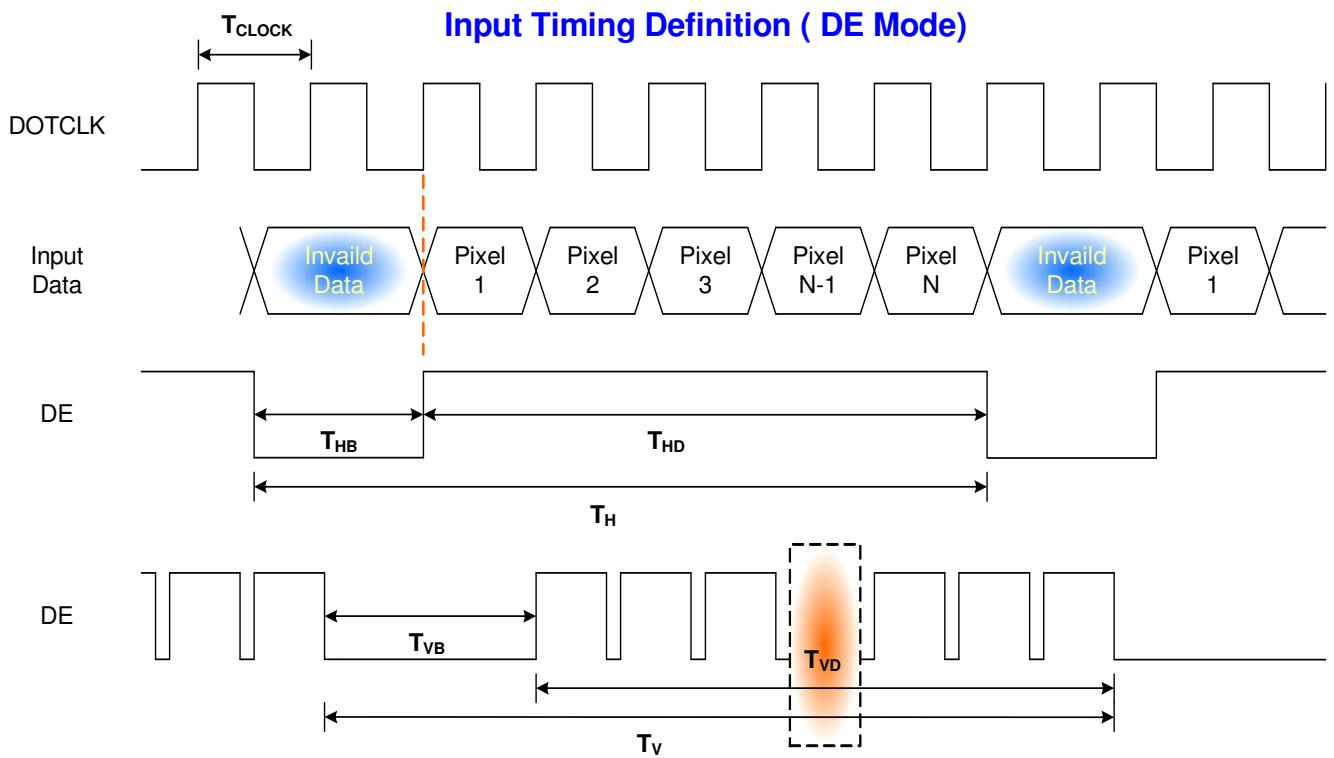 Input Timing Definition ( DE Mode)
TCLOCK
DOTCLK
Input
Data
Invaild
Data
Pixel
1
Pixel
2
Pixel
3
Pixel
N-1
Pixel
N
Invaild
Data
Pixel
1
DE
THB
THD
TH
DE
TVB
TVD
TV